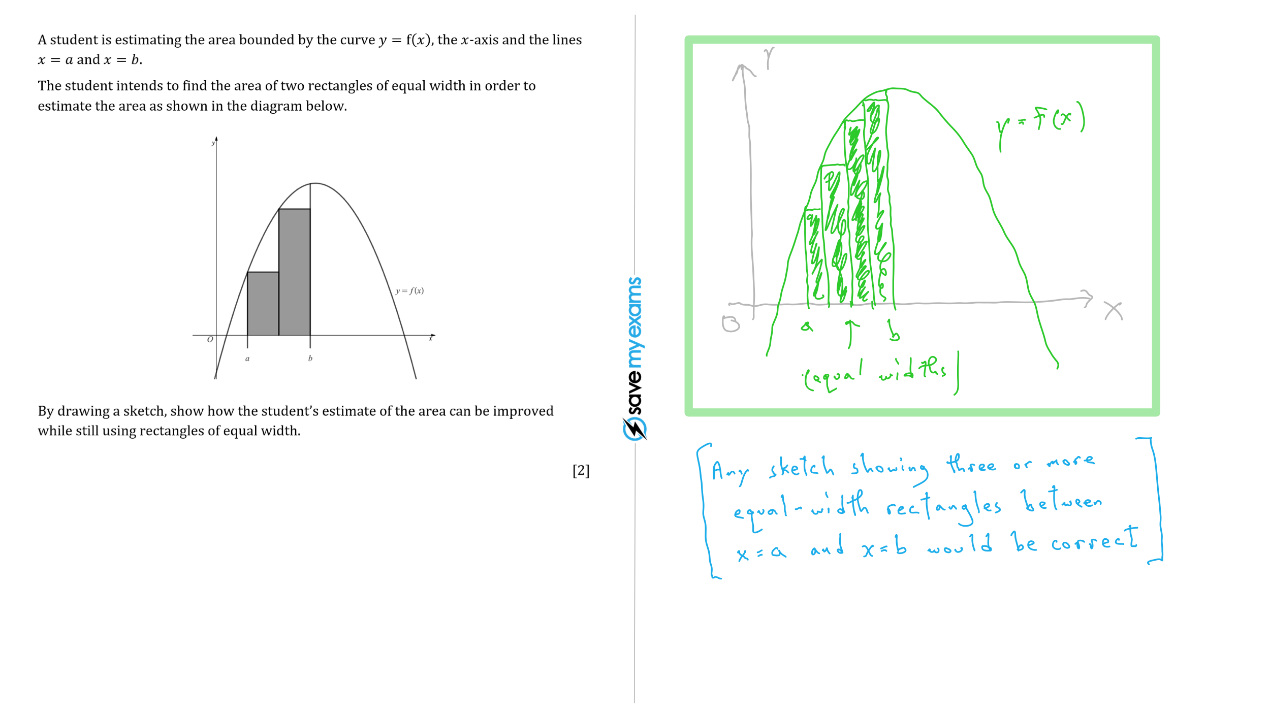 A student is estimating the area bounded by the curve y = f(x), the x-axis and the lines
x = a and x = b.
The student intends to find the area of two rectangles of equal width in order to
estimate the area as shown in the diagram below.
y
y = f(x)
O
x
a
b
By drawing a sketch, show how the student's estimate of the area can be improved
while still using rectangles of equal width.
[2]
savemyexams
Y
y = f(x)
O
X
a
b
(equal widths)
[Any sketch showing three or more
equal-width rectangles between
x=a and x=b would be correct]